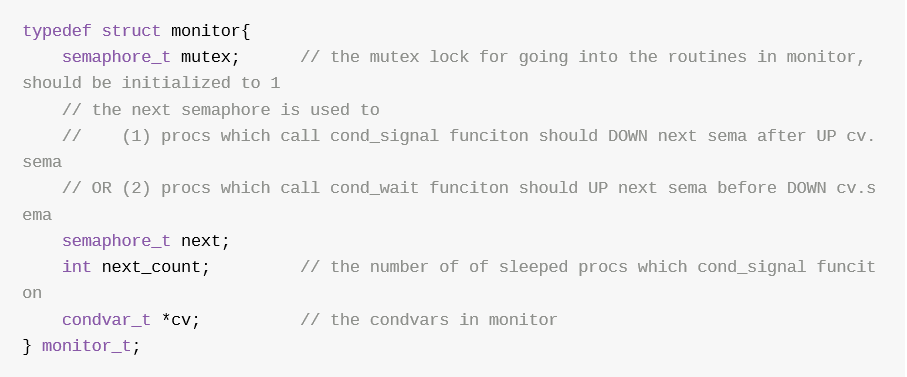 typedef struct monitor{
    semaphore_t mutex;      // the mutex lock for going into the routines in monitor,
should be initialized to 1
    // the next semaphore is used to
    //    (1) procs which call cond_signal funciton should DOWN next sema after UP cv.
sema
    // OR (2) procs which call cond_wait funciton should UP next sema before DOWN cv.s
ema
    semaphore_t next;
    int next_count;         // the number of of sleeped procs which cond_signal funcit
on
    condvar_t *cv;          // the condvars in monitor
} monitor_t;